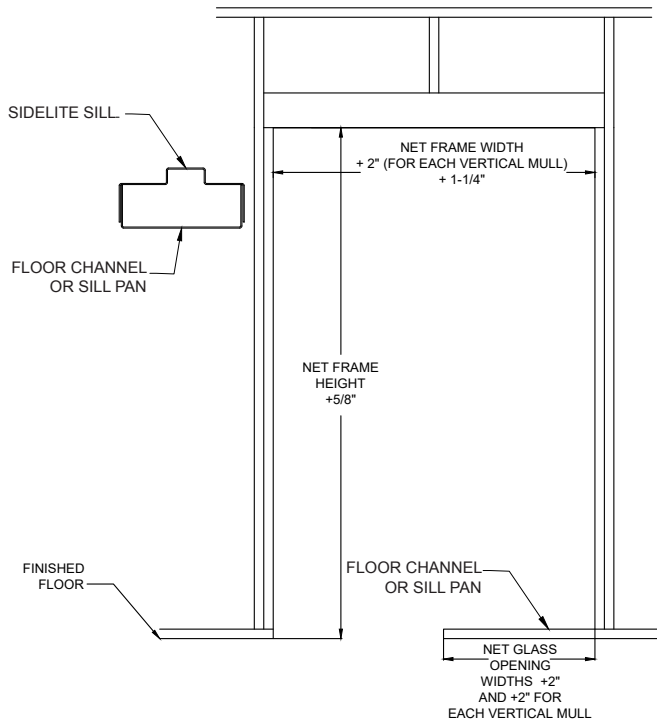 SIDELITE SILL.
FLOOR CHANNEL
OR SILL PAN
NET FRAME WIDTH
+ 2" (FOR EACH VERTICAL MULL)
+ 1-1/4"
NET FRAME
HEIGHT
+5/8"
FINISHED
FLOOR
FLOOR CHANNEL
OR SILL PAN
NET GLASS
OPENING
WIDTHS +2"
AND +2" FOR
EACH VERTICAL MULL